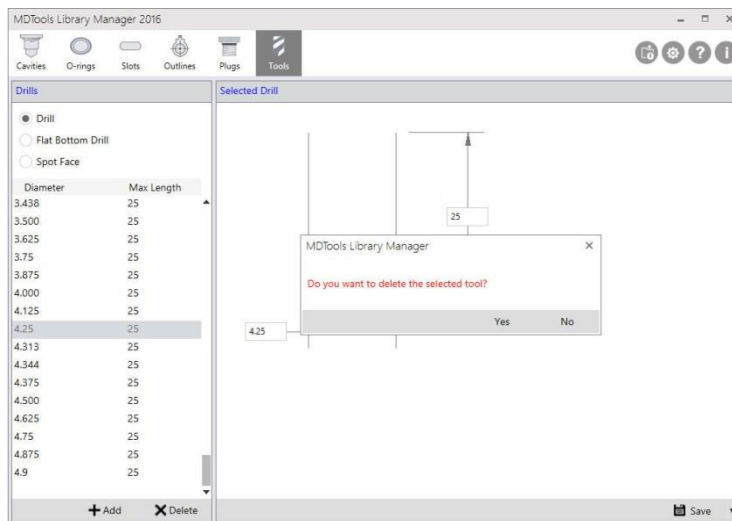 MDTools Library Manager 2016
Cavities O-rings Slots Outlines Plugs Tools
Drills
Drill
Flat Bottom Drill
Spot Face
Diameter Max Length
3.438 25
3.500 25
3.625 25
3.75 25
3.875 25
4.000 25
4.125 25
4.25 25
4.313 25
4.344 25
4.375 25
4.500 25
4.625 25
4.75 25
4.875 25
4.9 25
Add Delete
Selected Drill
25
MDTools Library Manager
Do you want to delete the selected tool?
Yes No
4.25
Save